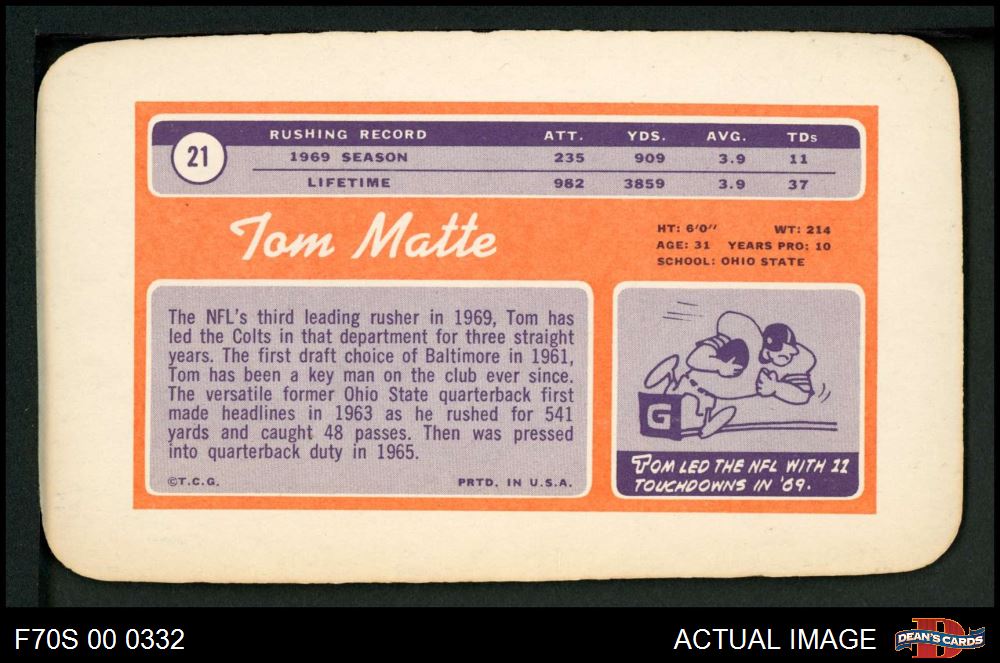 21
RUSHING RECORD ATT. YDS. AVG. TDs
1969 SEASON 235 909 3.9 11
LIFETIME 982 3859 3.9 37
Tom Matte
HT: 6'0" WT: 214
AGE: 31 YEARS PRO: 10
SCHOOL: OHIO STATE
The NFL's third leading rusher in 1969, Tom has
led the Colts in that department for three straight
years. The first draft choice of Baltimore in 1961,
Tom has been a key man on the club ever since.
The versatile former Ohio State quarterback first
made headlines in 1963 as he rushed for 541
yards and caught 48 passes. Then was pressed
into quarterback duty in 1965.
©T.C.G. PRTD. IN U.S.A.
G
TOM LED THE NFL WITH 11
TOUCHDOWNS IN '69.
F70S 00 0332
ACTUAL IMAGE
D
DEAN'S CARDS